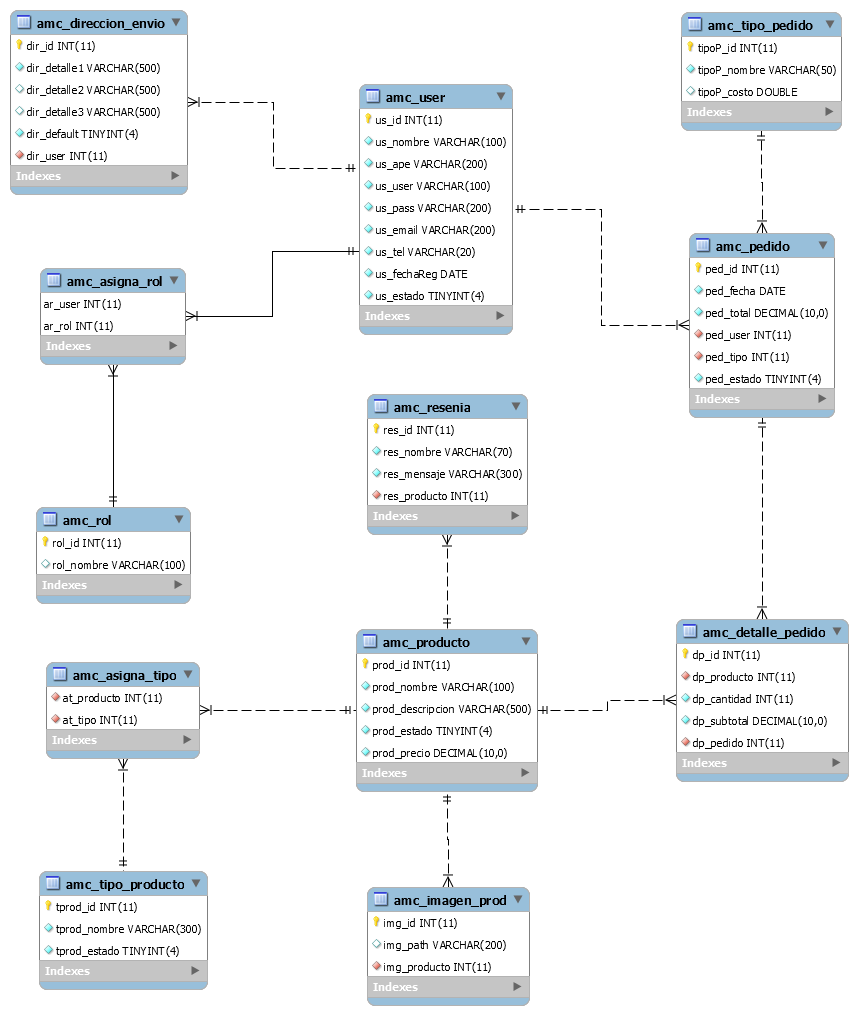 amc_direccion_envio
dir_id INT(11)
dir_detalle1 VARCHAR(500)
dir_detalle2 VARCHAR(500)
dir_detalle3 VARCHAR(500)
dir_default TINYINT(4)
dir_user INT(11)
Indexes
amc_user
us_id INT(11)
us_nombre VARCHAR(100)
us_ape VARCHAR(200)
us_user VARCHAR(100)
us_pass VARCHAR(200)
us_email VARCHAR(200)
us_tel VARCHAR(20)
us_fechaReg DATE
us_estado TINYINT(4)
Indexes
amc_tipo_pedido
tipoP_id INT(11)
tipoP_nombre VARCHAR(50)
tipoP_costo DOUBLE
Indexes
amc_pedido
ped_id INT(11)
ped_fecha DATE
ped_total DECIMAL(10,0)
ped_user INT(11)
ped_tipo INT(11)
ped_estado TINYINT(4)
Indexes
amc_asigna_rol
ar_user INT(11)
ar_rol INT(11)
Indexes
amc_resenia
res_id INT(11)
res_nombre VARCHAR(70)
res_mensaje VARCHAR(300)
res_producto INT(11)
Indexes
amc_rol
rol_id INT(11)
rol_nombre VARCHAR(100)
Indexes
amc_producto
prod_id INT(11)
prod_nombre VARCHAR(100)
prod_descripcion VARCHAR(500)
prod_estado TINYINT(4)
prod_precio DECIMAL(10,0)
Indexes
amc_detalle_pedido
dp_id INT(11)
dp_producto INT(11)
dp_cantidad INT(11)
dp_subtotal DECIMAL(10,0)
dp_pedido INT(11)
Indexes
amc_asigna_tipo
at_producto INT(11)
at_tipo INT(11)
Indexes
amc_tipo_producto
tprod_id INT(11)
tprod_nombre VARCHAR(300)
tprod_estado TINYINT(4)
Indexes
amc_imagen_prod
img_id INT(11)
img_path VARCHAR(200)
img_producto INT(11)
Indexes